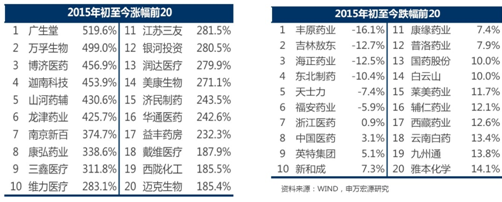 2015年初至今涨幅前20
1 广生堂 519.6% 11 江苏三友 281.5%
2 万孚生物 499.0% 12 银河投资 280.5%
3 博济医药 456.9% 13 润达医疗 279.9%
4 迦南科技 453.9% 14 美康生物 271.1%
5 山河药辅 430.6% 15 济民制药 243.5%
6 龙津药业 425.7% 16 华通医药 242.6%
7 南京新百 374.7% 17 益丰药房 232.3%
8 康弘药业 338.6% 18 戴维医疗 187.9%
9 三鑫医疗 311.8% 19 西陇化工 185.5%
10 维力医疗 283.1% 20 迈克生物 185.4%
2015年初至今跌幅前20
1 丰原药业 -16.1% 11 康缘药业 7.4%
2 吉林敖东 -12.7% 12 普洛药业 7.9%
3 海正药业 -12.5% 13 国药股份 10.0%
4 东北制药 -10.4% 14 白云山 10.0%
5 天士力 -7.4% 15 莱美药业 11.7%
6 福安药业 -5.9% 16 辅仁药业 12.1%
7 浙江医药 0.9% 17 西藏药业 12.6%
8 中国医药 3.1% 18 云南白药 13.4%
9 英特集团 5.1% 19 九州通 13.8%
10 新和成 7.3% 20 雅本化学 14.1%
资料来源：WIND，申万宏源研究